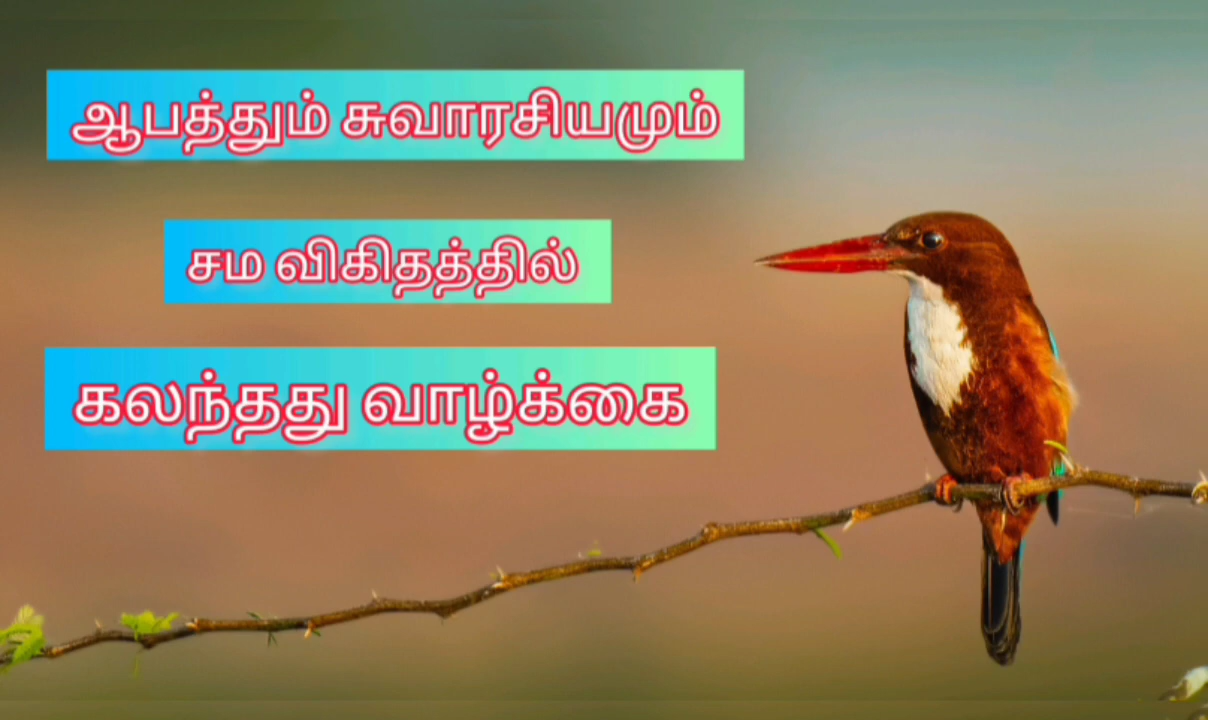 ஆபத்தும் சுவாரசியமும்
சம விகிதத்தில்
கலந்தது வாழ்க்கை